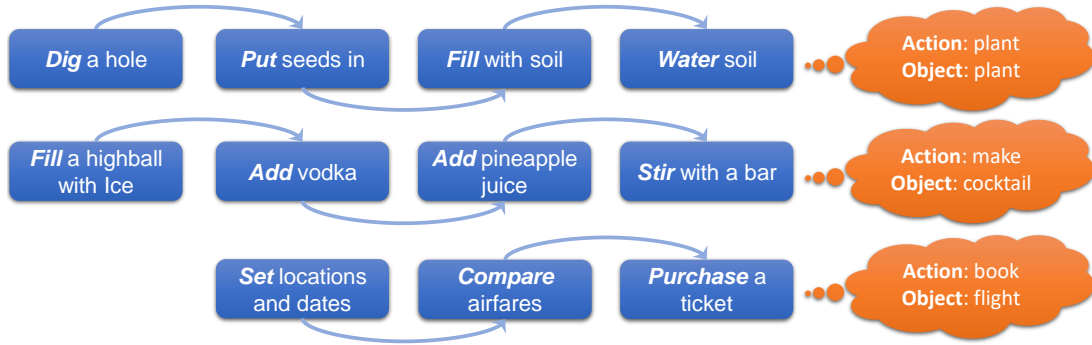 Dig a hole
Put seeds in
Fill with soil
Water soil
Action: plant
Object: plant
Fill a highball
with Ice
Add vodka
Add pineapple
juice
Stir with a bar
Action: make
Object: cocktail
Set locations
and dates
Compare
airfares
Purchase a
ticket
Action: book
Object: flight